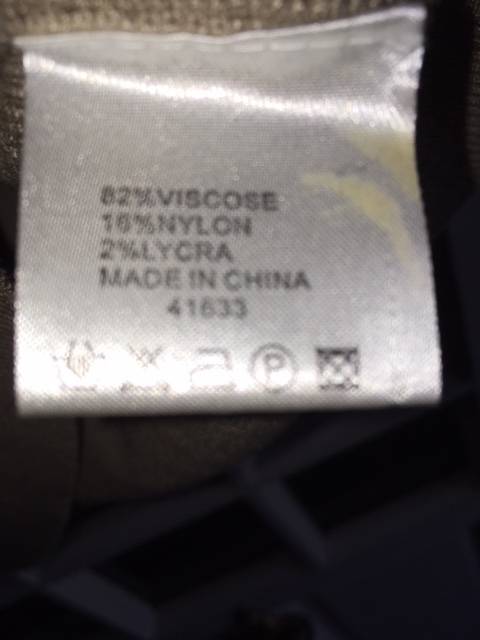 82%VISCOSE
16%NYLON
2%LYCRA
MADE IN CHINA
41633
P